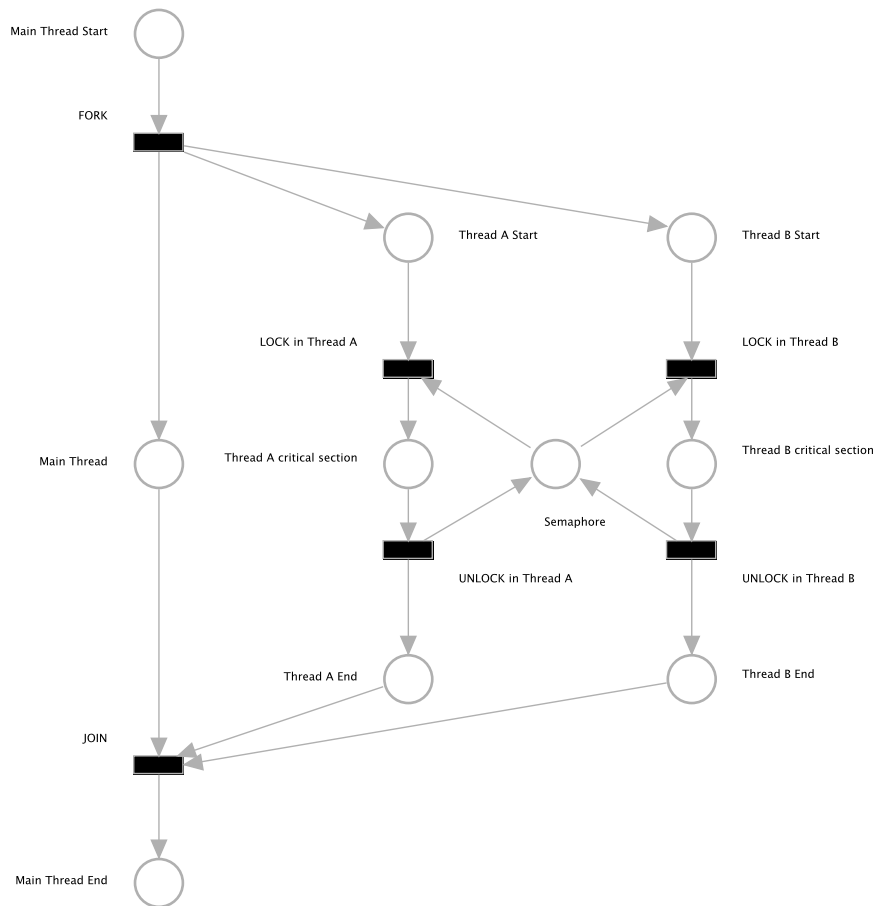 Main Thread Start
FORK
Thread A Start
Thread B Start
LOCK in Thread A
LOCK in Thread B
Main Thread
Thread A critical section
Thread B critical section
Semaphore
UNLOCK in Thread A
UNLOCK in Thread B
Thread A End
Thread B End
JOIN
Main Thread End